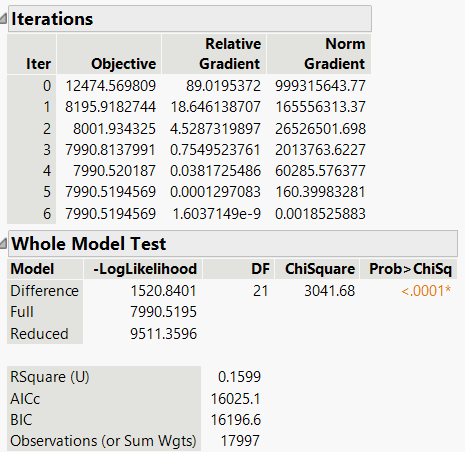 Iterations
Relative Norm
Iter Objective Gradient Gradient
0 12474.569809 89.0195372 999315643.77
1 8195.9182744 18.646138707 165556313.37
2 8001.934325 4.5287319897 26526501.698
3 7990.8137991 0.7549523761 2013763.6227
4 7990.520187 0.0381725486 60285.576377
5 7990.5194569 0.0001297083 160.39983281
6 7990.5194569 1.6037149e-9 0.0018525883
Whole Model Test
Model -LogLikelihood DF ChiSquare Prob>ChiSq
Difference 1520.8401 21 3041.68 <.0001*
Full 7990.5195
Reduced 9511.3596
RSquare (U) 0.1599
AICc 16025.1
BIC 16196.6
Observations (or Sum Wgts) 17997